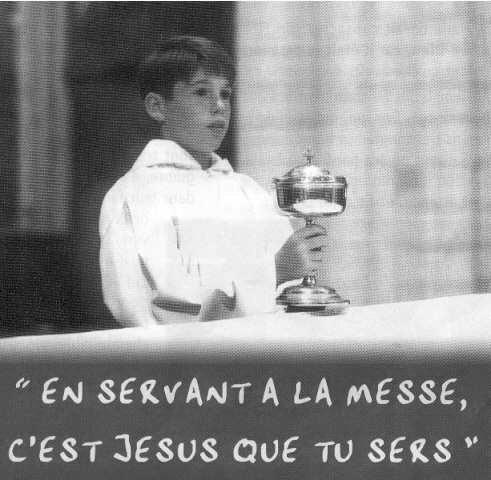 " EN SERVANT A LA MESSE,
C'EST JESUS QUE TU SERS "